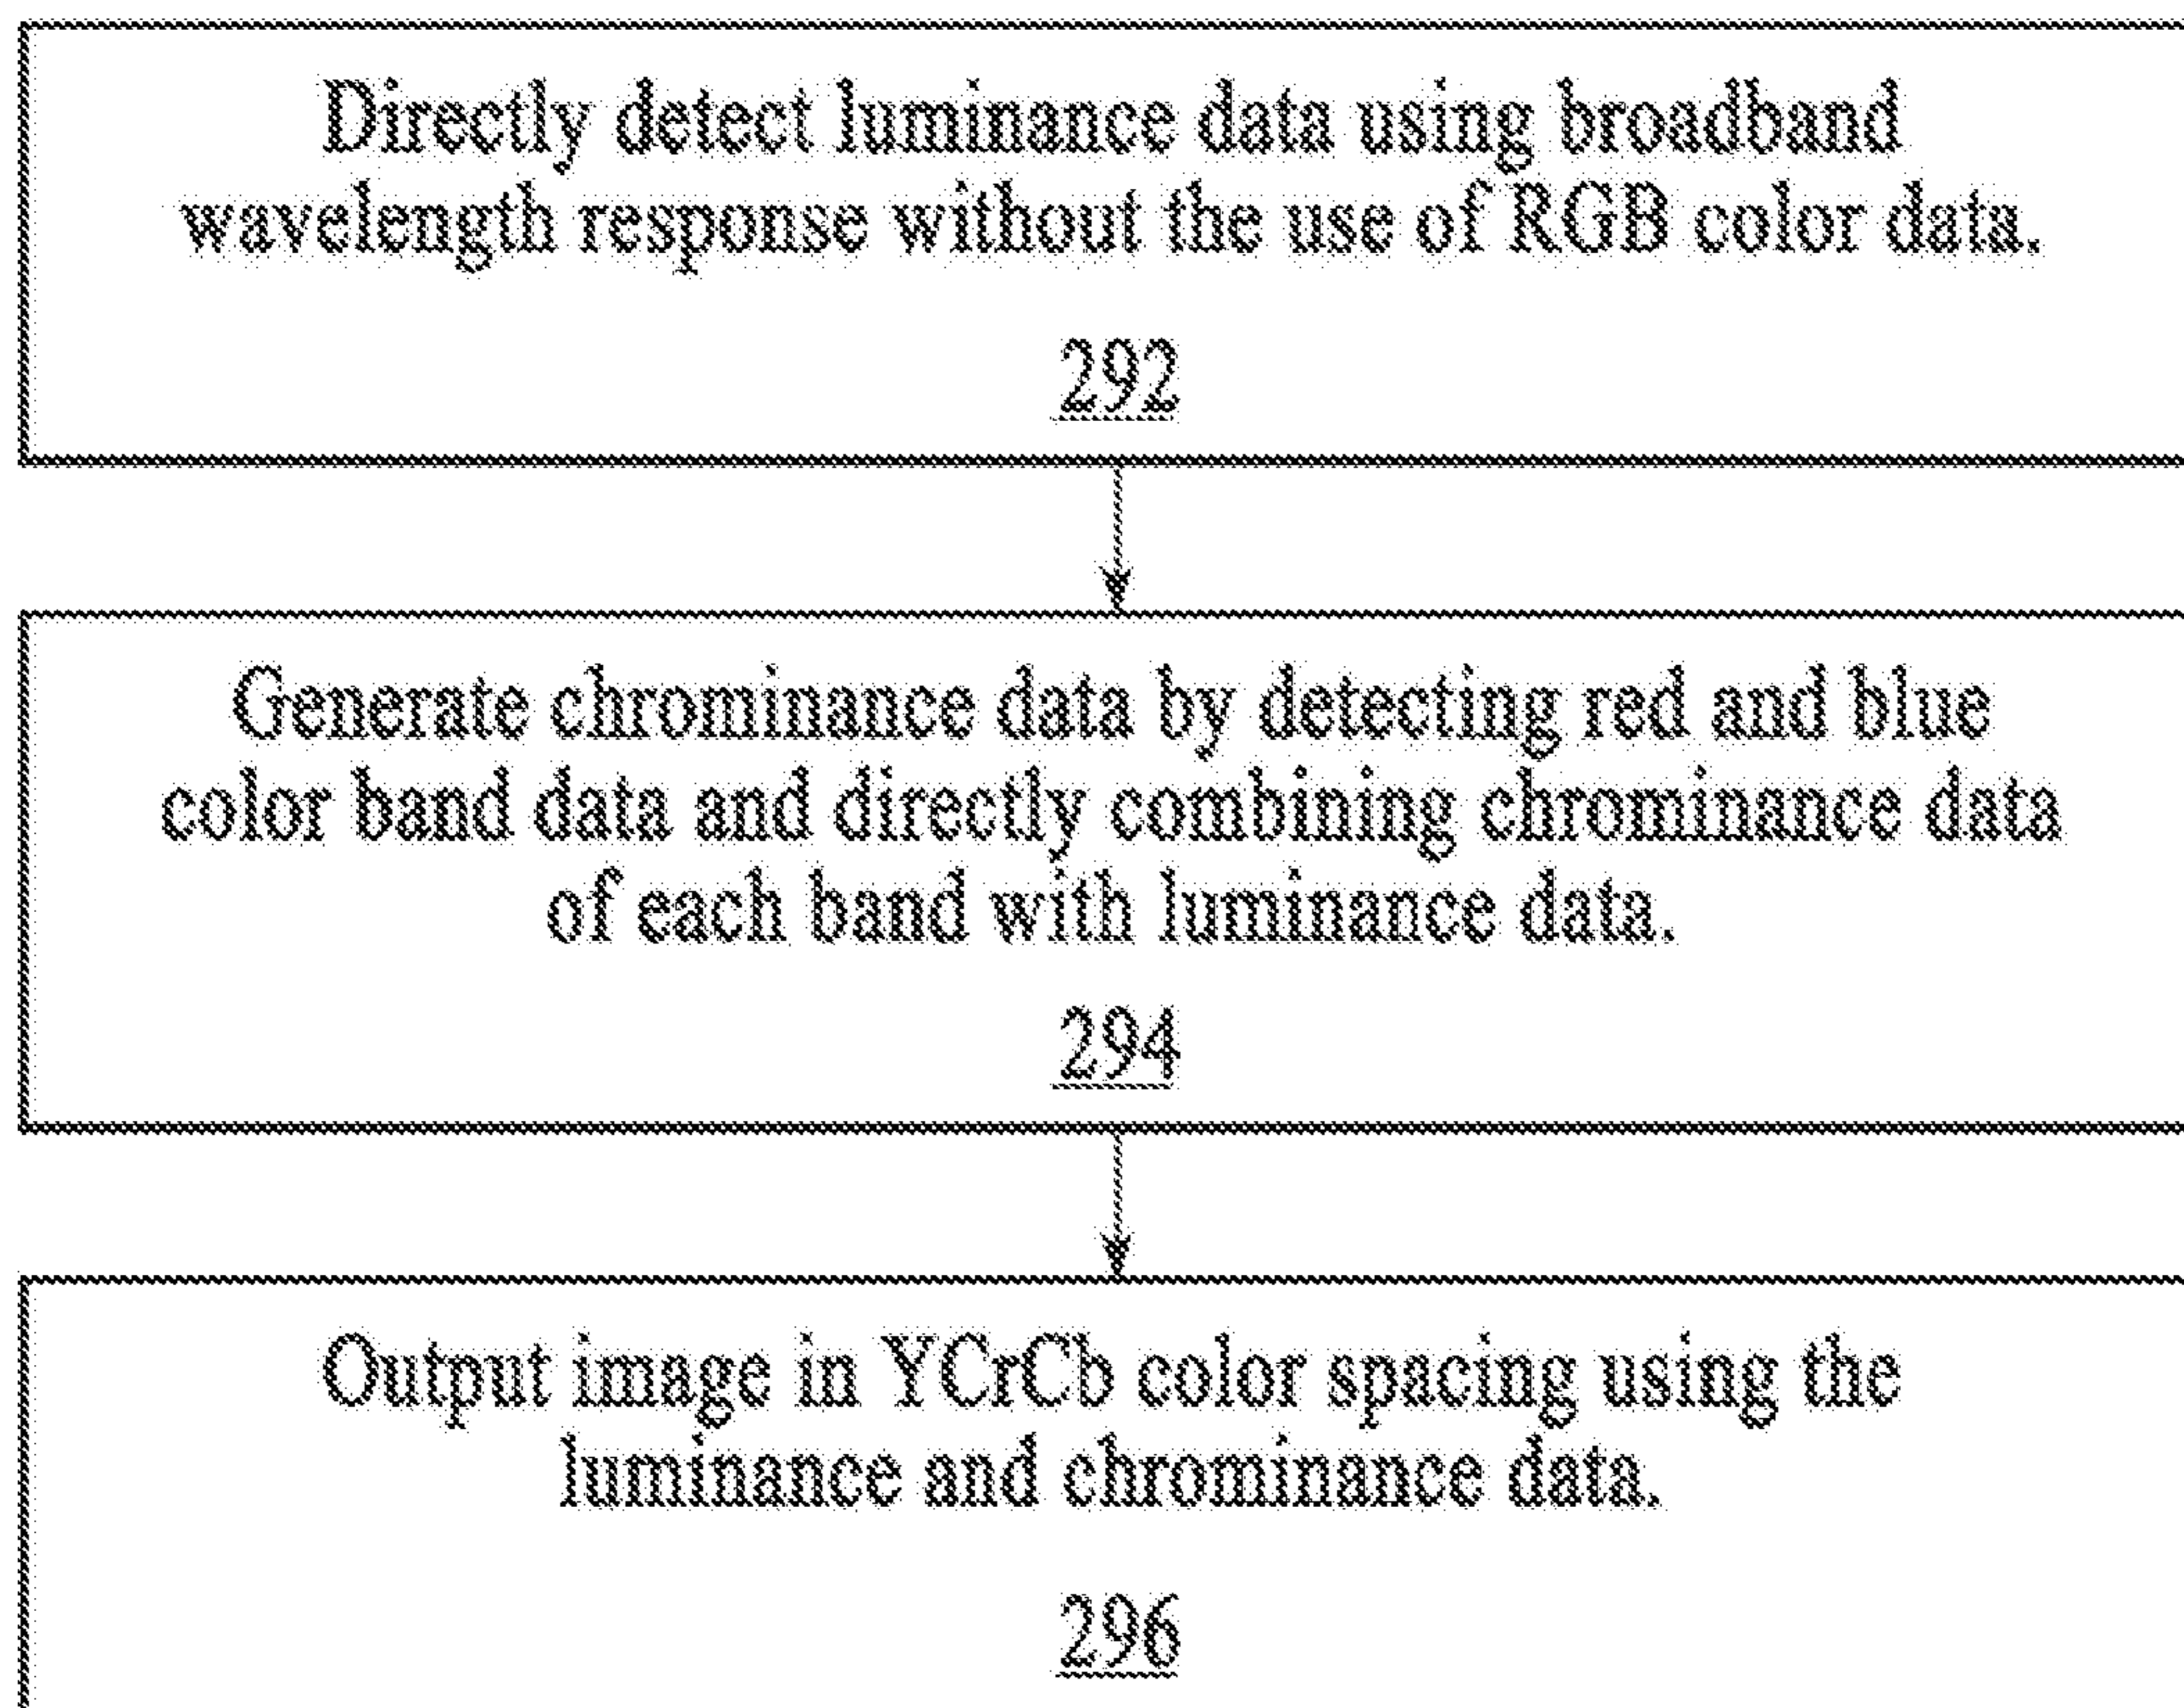 Directly detect luminance data using broadband
wavelength response without the use of RGB color data.
292
Generate chrominance data by detecting red and blue
color band data and directly combining chrominance data
of each band with luminance data.
294
Output image in YCrCb color spacing using the
luminance and chrominance data.
296